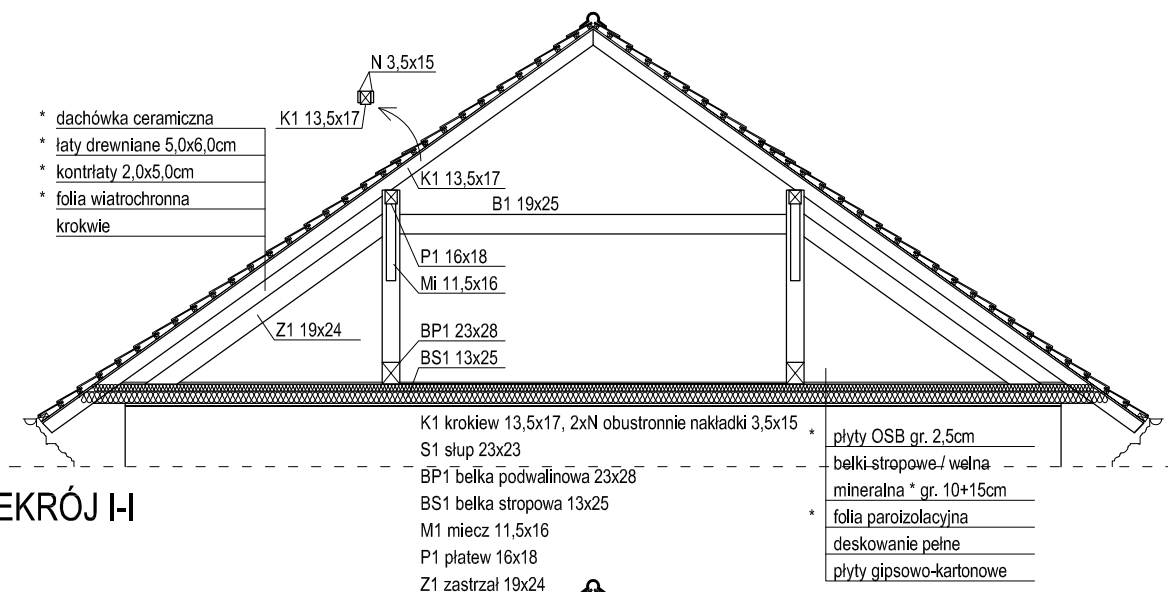 N 3,5x15
K1 13,5x17
* dachówka ceramiczna
* łaty drewniane 5,0x6,0cm
* kontrłaty 2,0x5,0cm
* folia wiatrochronna
krokwie
K1 13,5x17
B1 19x25
P1 16x18
Mi 11,5x16
Z1 19x24
BP1 23x28
BS1 13x25
K1 krokiew 13,5x17, 2xN obustronnie nakładki 3,5x15
S1 słup 23x23
BP1 belka podwalinowa 23x28
BS1 belka stropowa 13x25
M1 miecz 11,5x16
P1 płatew 16x18
Z1 zastrzał 19x24
* płyty OSB gr. 2,5cm
belki stropowe / welna
mineralna * gr. 10+15cm
* folia paroizolacyjna
deskowanie pełne
płyty gipsowo-kartonowe
EKRÓJ I-I